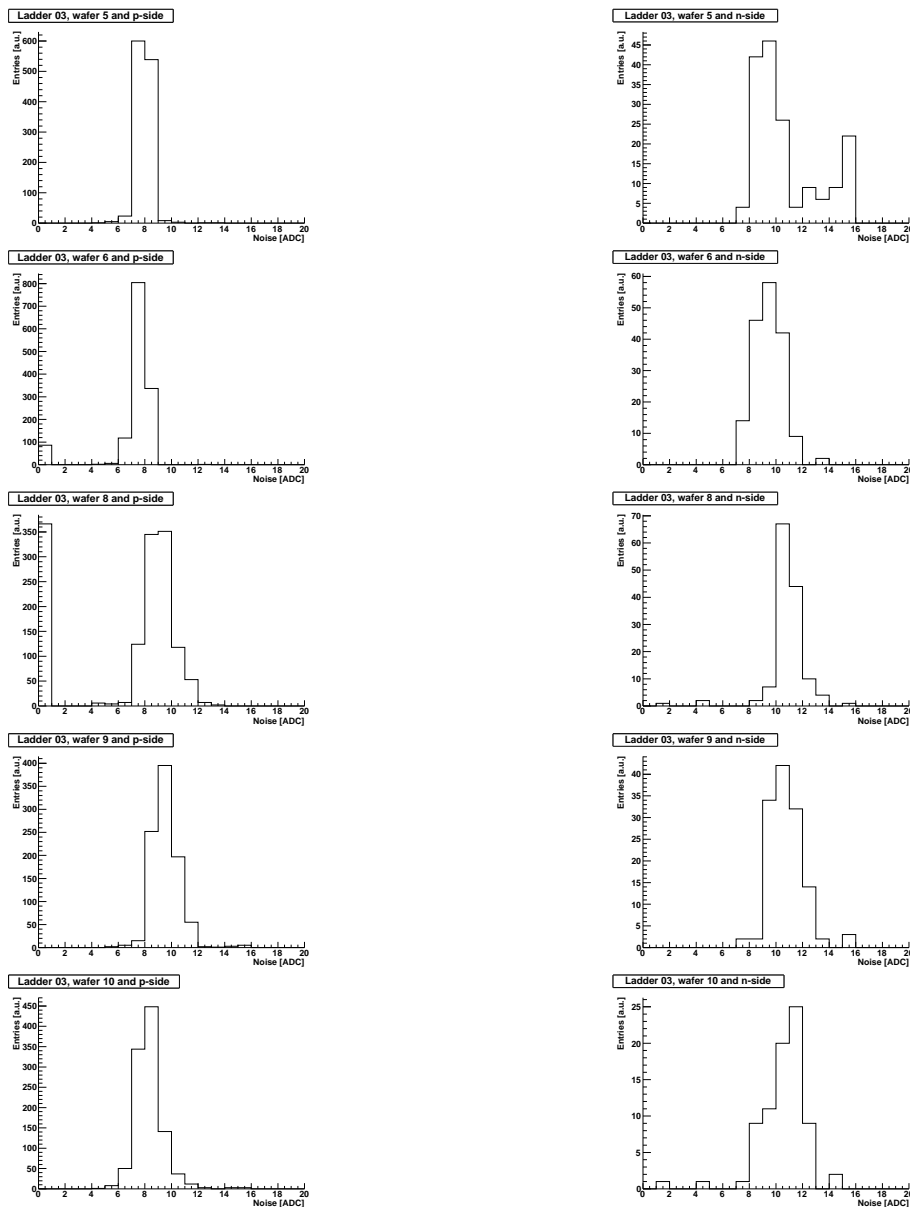 Ladder 03, wafer 5 and p-side
Entries [a.u.]
600
500
400
300
200
100
0
0 2 4 6 8 10 12 14 16 18 20
Noise [ADC]
Ladder 03, wafer 5 and n-side
Entries [a.u.]
45
40
35
30
25
20
15
10
5
0
0 2 4 6 8 10 12 14 16 18 20
Noise [ADC]
Ladder 03, wafer 6 and p-side
Entries [a.u.]
800
700
600
500
400
300
200
100
0
0 2 4 6 8 10 12 14 16 18 20
Noise [ADC]
Ladder 03, wafer 6 and n-side
Entries [a.u.]
60
50
40
30
20
10
0
0 2 4 6 8 10 12 14 16 18 20
Noise [ADC]
Ladder 03, wafer 8 and p-side
Entries [a.u.]
350
300
250
200
150
100
50
0
0 2 4 6 8 10 12 14 16 18 20
Noise [ADC]
Ladder 03, wafer 8 and n-side
Entries [a.u.]
70
60
50
40
30
20
10
0
0 2 4 6 8 10 12 14 16 18 20
Noise [ADC]
Ladder 03, wafer 9 and p-side
Entries [a.u.]
400
350
300
250
200
150
100
50
0
0 2 4 6 8 10 12 14 16 18 20
Noise [ADC]
Ladder 03, wafer 9 and n-side
Entries [a.u.]
40
35
30
25
20
15
10
5
0
0 2 4 6 8 10 12 14 16 18 20
Noise [ADC]
Ladder 03, wafer 10 and p-side
Entries [a.u.]
450
400
350
300
250
200
150
100
50
0
0 2 4 6 8 10 12 14 16 18 20
Noise [ADC]
Ladder 03, wafer 10 and n-side
Entries [a.u.]
25
20
15
10
5
0
0 2 4 6 8 10 12 14 16 18 20
Noise [ADC]